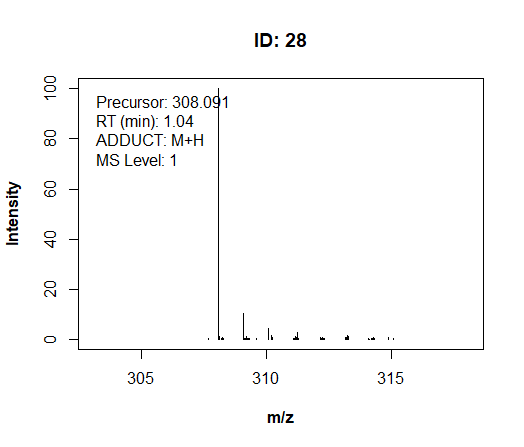 ID: 28
Precursor: 308.091
RT (min): 1.04
ADDUCT: M+H
MS Level: 1
Intensity
100
80
60
40
20
0
305 310 315
m/z